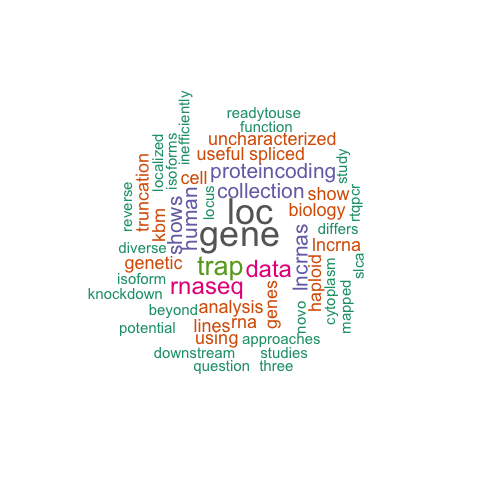 readytouse
function
inefficiently
uncharacterized
localized
isoforms
useful spliced
study
truncation
cell
proteincoding
collection
show
rtqpcr
reverse
locus
human
loc
biology
kbm
shows
gene
differs
diverse
lncrnas
lncrna
genetic
trap
data
haploid
cytoplasm
slca
isoform
rnaseq
genes
mapped
knockdown
beyond
analysis
movo
potential
lines
rna
using
approaches
downstream
studies
question
three